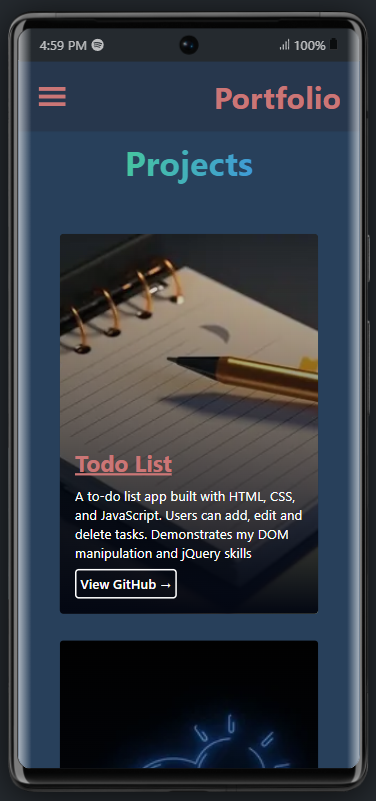 4:59 PM 100%
Portfolio
Projects
Todo List
A to-do list app built with HTML, CSS,
and JavaScript. Users can add, edit and
delete tasks. Demonstrates my DOM
manipulation and jQuery skills
View GitHub →